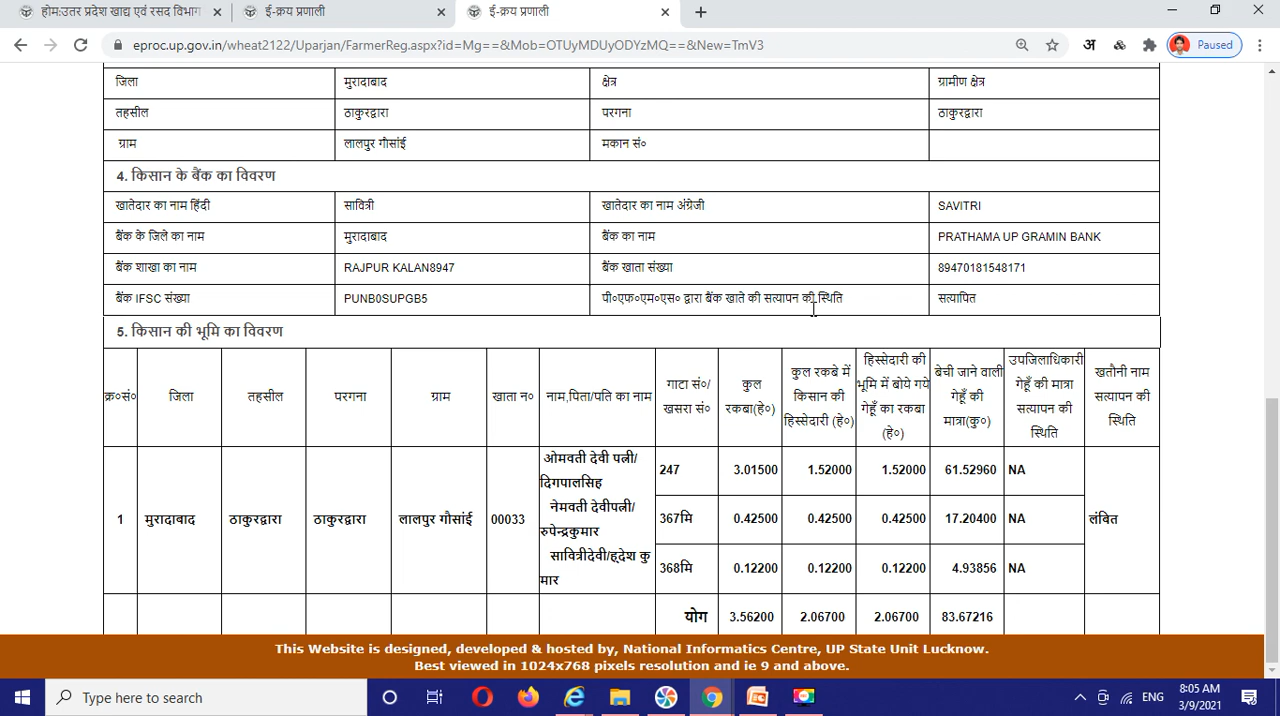 होम:उतर प्रदेश खाद्य एवं रसद विभाग
ई-क्रय प्रणाली
ई-क्रय प्रणाली
eproc.up.gov.in/wheat2122/Uparjan/FarmerReg.aspx?id=Mg==&Mob=OTUyMDUyODYzMQ==&New=TmV3
अ
Paused
जिला मुरादाबाद क्षेत्र ग्रामीण क्षेत्र
तहसील ठाकुरद्वारा परगना ठाकुरद्वारा
ग्राम लालपुर गौसांई मकान सं०
4. किसान के बैंक का विवरण
खातेदार का नाम हिंदी सावित्री खातेदार का नाम अंग्रेजी SAVITRI
बैंक के जिले का नाम मुरादाबाद बैंक का नाम PRATHAMA UP GRAMIN BANK
बैंक शाखा का नाम RAJPUR KALAN8947 बैंक खाता संख्या 89470181548171
बैंक IFSC संख्या PUNB0SUPGB5 पी०एफ०एम०एस० द्वारा बैंक खाते की सत्यापन की स्थिति सत्यापित
5. किसान की भूमि का विवरण
क्र०सं०
जिला
तहसील
परगना
ग्राम
खाता न०
नाम,पिता/पति का नाम
गाटा सं०/
खसरा सं०
कुल
रकबा(हे०)
कुल रकबे में
किसान की
हिस्सेदारी (हे०)
हिस्सेदारी की
भूमि में बोये गये
गेहूँ का रकबा
(हे०)
बेची जाने वाली
गेहूँ की
मात्रा(कु०)
उपजिलाधिकारी
गेहूँ की मात्रा
सत्यापन की
स्थिति
खतौनी नाम
सत्यापन की
स्थिति
1
मुरादाबाद
ठाकुरद्वारा
ठाकुरद्वारा
लालपुर गौसांई
00033
ओमवती देवी पत्नी/
दिगपालसिह
नेमवती देवीपत्नी/
रुपेन्द्रकुमार
सावित्रीदेवी/हृदेश कु
मार
247 3.01500 1.52000 1.52000 61.52960 NA
367मि 0.42500 0.42500 0.42500 17.20400 NA
368मि 0.12200 0.12200 0.12200 4.93856 NA
लंबित
योग 3.56200 2.06700 2.06700 83.67216
This Website is designed, developed & hosted by, National Informatics Centre, UP State Unit Lucknow.
Best viewed in 1024x768 pixels resolution and ie 9 and above.
Type here to search
ENG
8:05 AM
3/9/2021